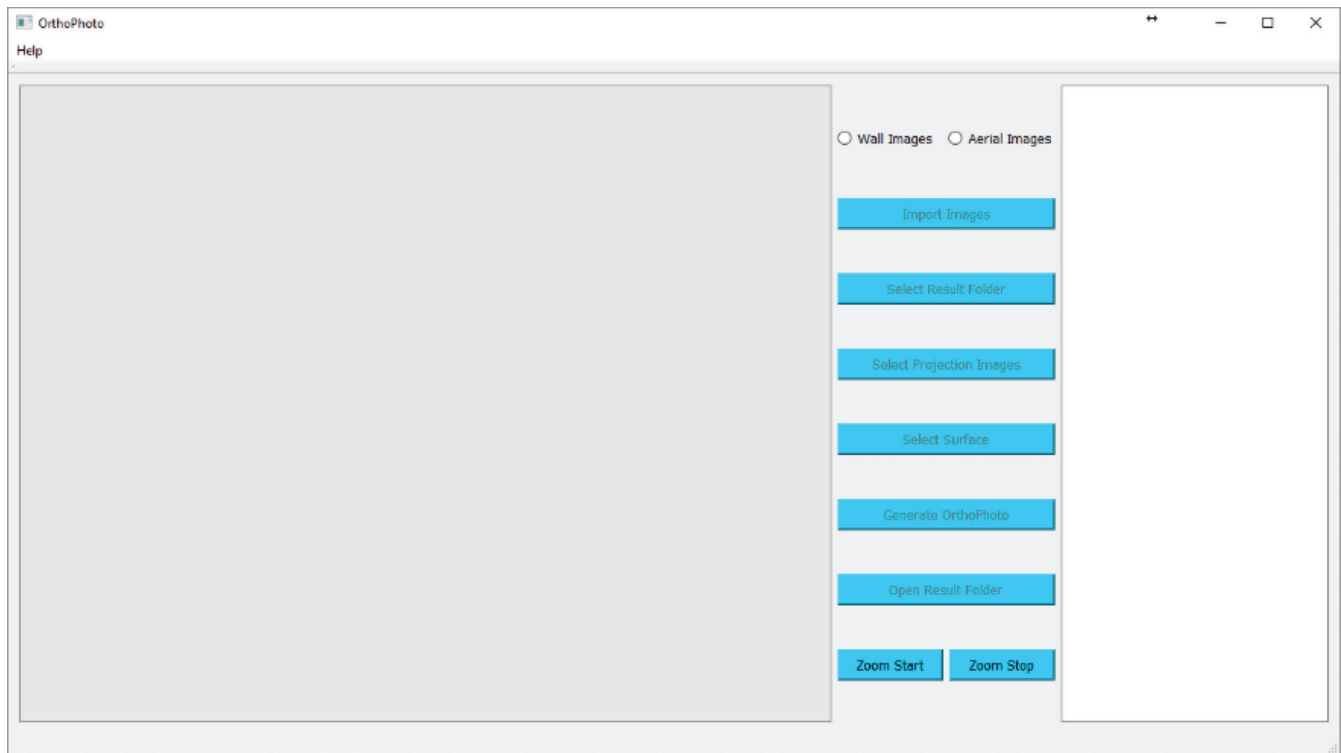 OrthoPhoto
Help
Wall Images Aerial Images
Import Images
Select Result Folder
Select Projection Images
Select Surface
Generate OrthoPhoto
Open Result Folder
Zoom Start Zoom Stop